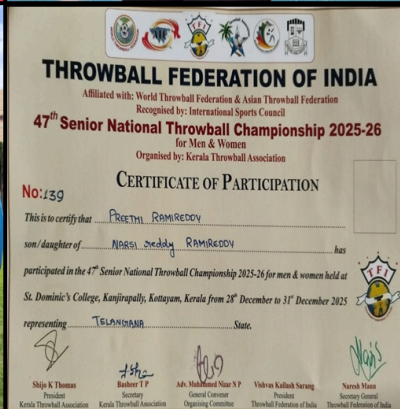 THROWBALL FEDERATION OF INDIA
Affiliated with: World Throwball Federation & Asian Throwball Federation
Recognised by: International Sports Council
47th Senior National Throwball Championship 2025-26
for Men & Women
Organised by: Kerala Throwball Association
CERTIFICATE OF PARTICIPATION
No:139
This is to certify that PREETHI RAMIREDDY
son/daughter of NARSI reddy RAMIREDDY has
participated in the 47th Senior National Throwball Championship 2025-26 for men & women held at
St. Dominic's College, Kanjirapally, Kottayam, Kerala from 28th December to 31st December 2025
representing TELANGANA State.
TFI
Shijo K Thomas
President
Kerala Throwball Association
Basheer T P
Secretary
Kerala Throwball Association
Adv. Muhammed Nizar N P
General Convener
Organising Committee
Vishvas Kailash Sarang
President
Throwball Federation of India
Naresh Mann
Secretary General
Throwball Federation of India